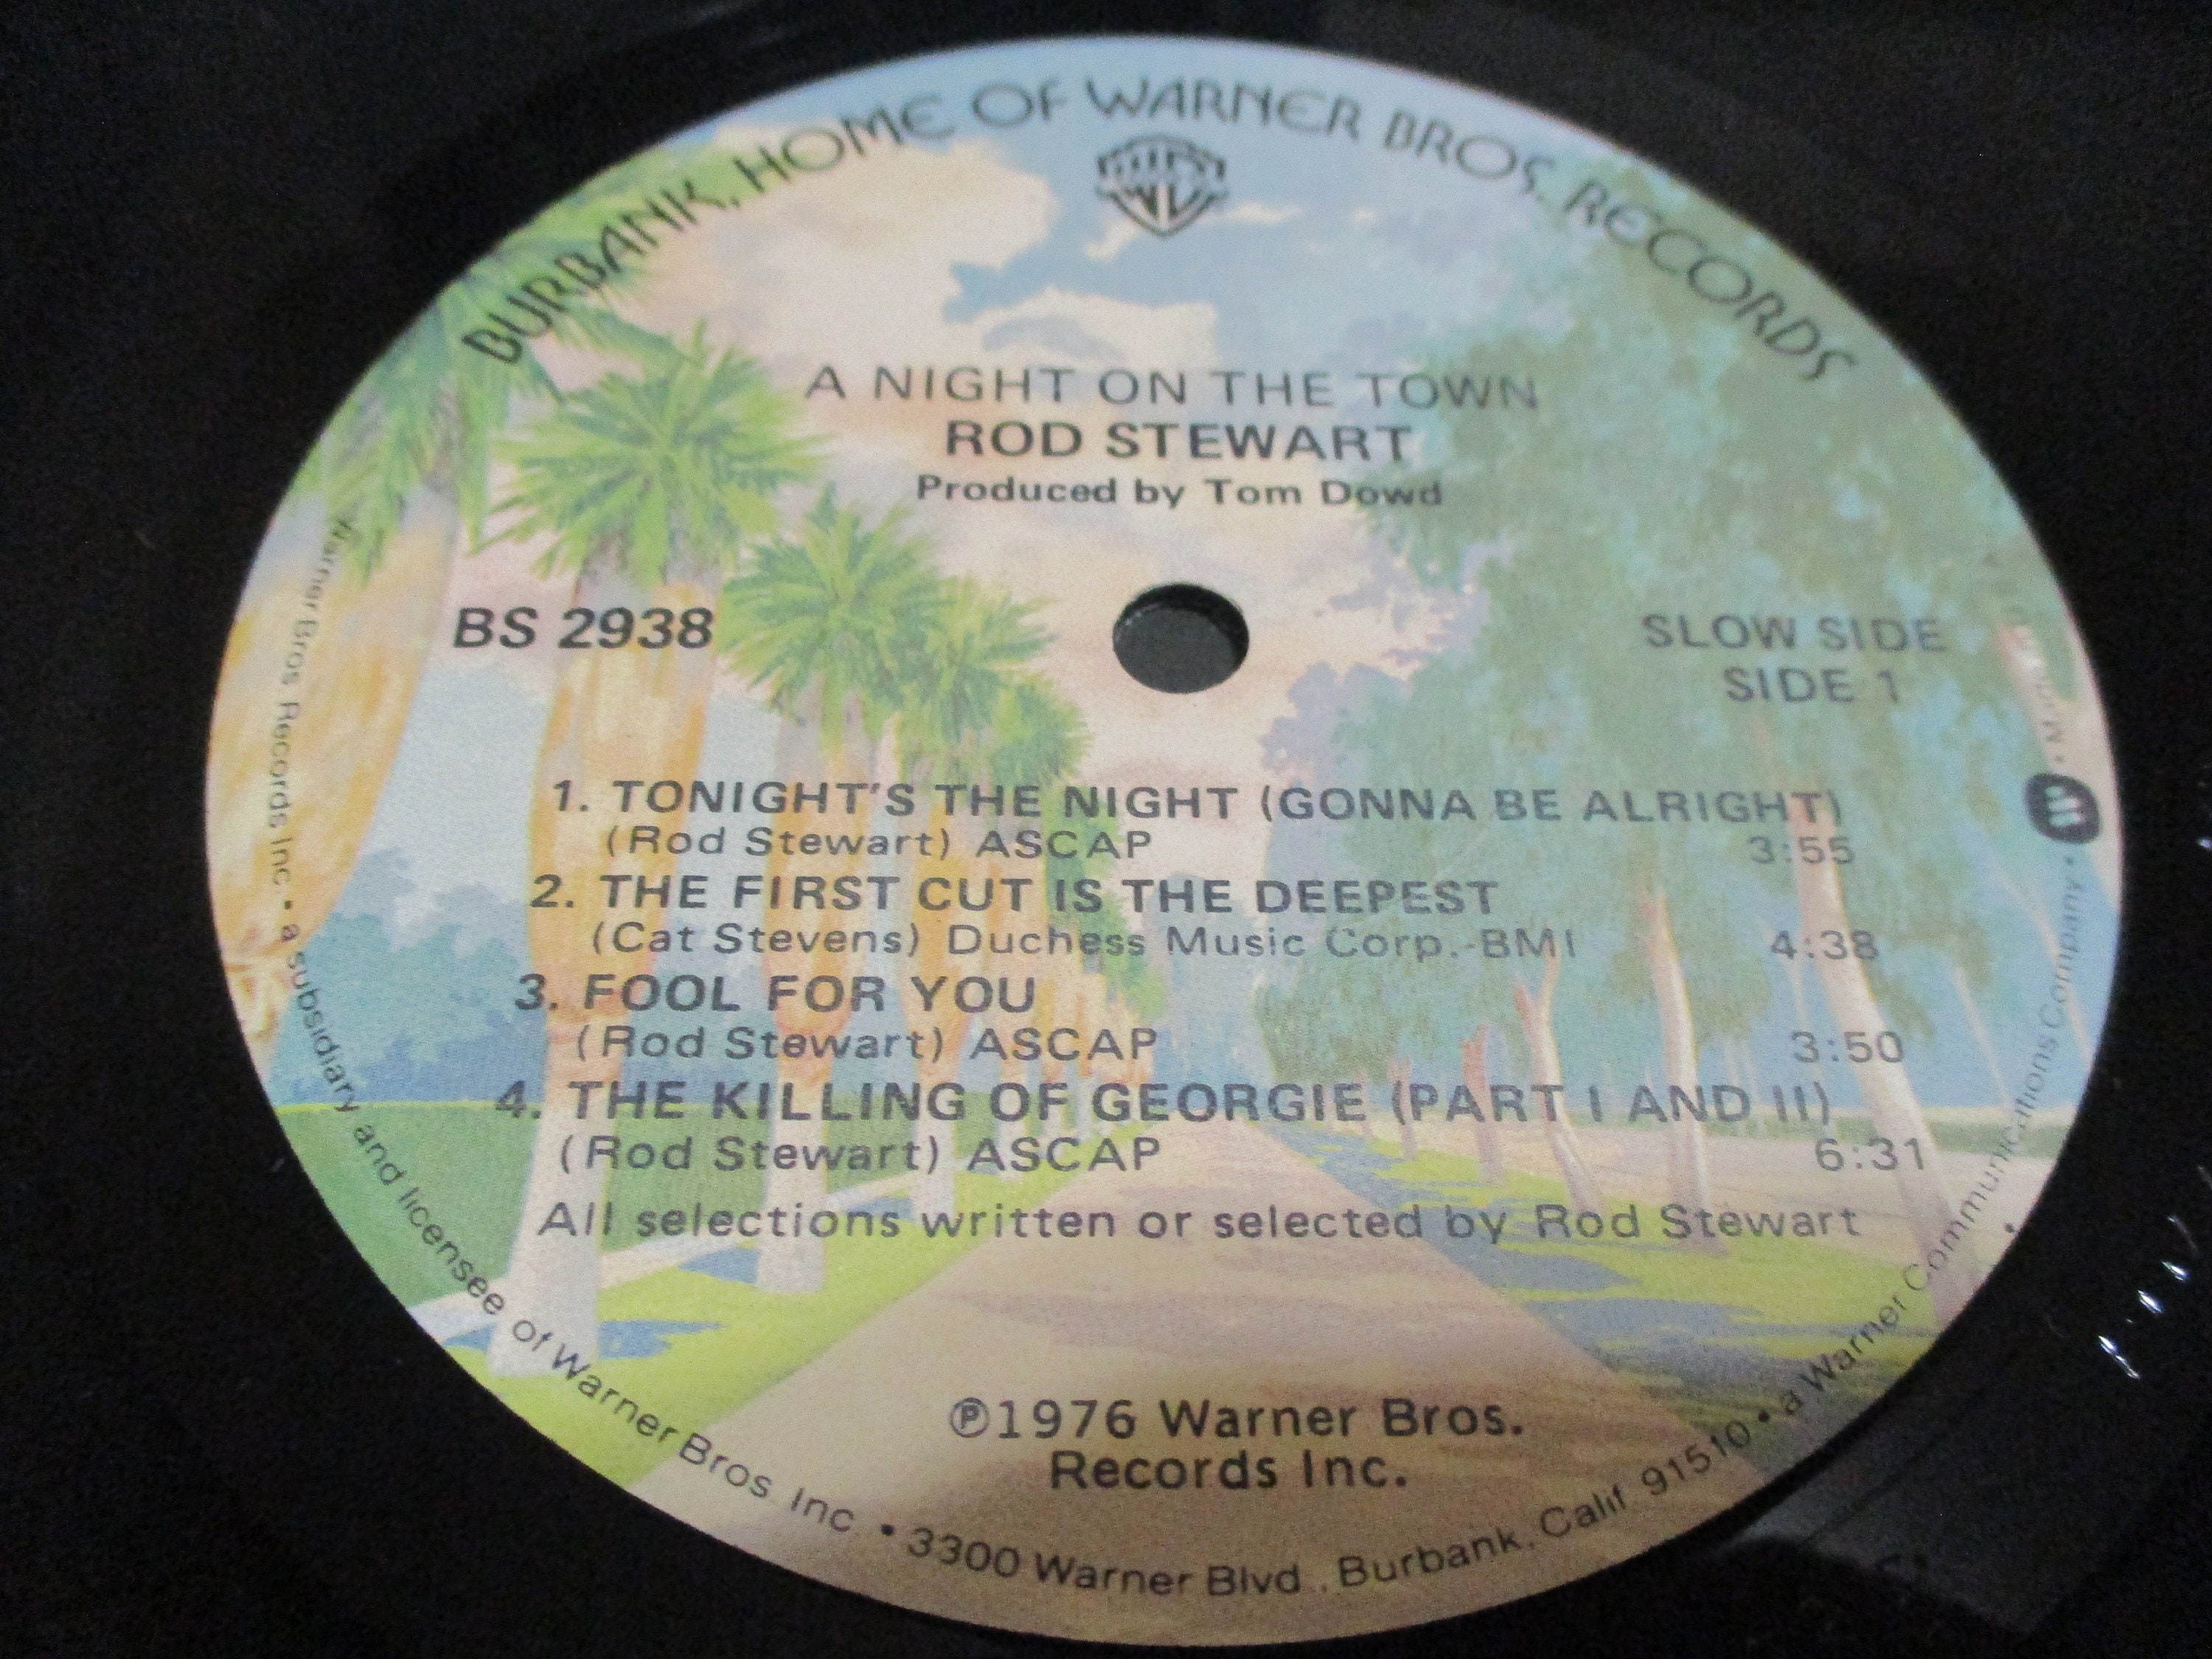 BURBANK, HOME OF WARNER BROS. RECORDS
A NIGHT ON THE TOWN
ROD STEWART
Produced by Tom Dowd
BS 2938
SLOW SIDE
SIDE 1
1. TONIGHT'S THE NIGHT (GONNA BE ALRIGHT)
(Rod Stewart) ASCAP 3:55
2. THE FIRST CUT IS THE DEEPEST
(Cat Stevens) Duchess Music Corp.-BMI 4:38
3. FOOL FOR YOU
(Rod Stewart) ASCAP 3:50
4. THE KILLING OF GEORGIE (PART I AND II)
(Rod Stewart) ASCAP 6:31
All selections written or selected by Rod Stewart
℗1976 Warner Bros.
Records Inc.
Warner Bros. Records Inc. • a subsidiary and licensee of Warner Bros. Inc. • 3300 Warner Blvd., Burbank, Calif. 91510 • a Warner Communications Company •